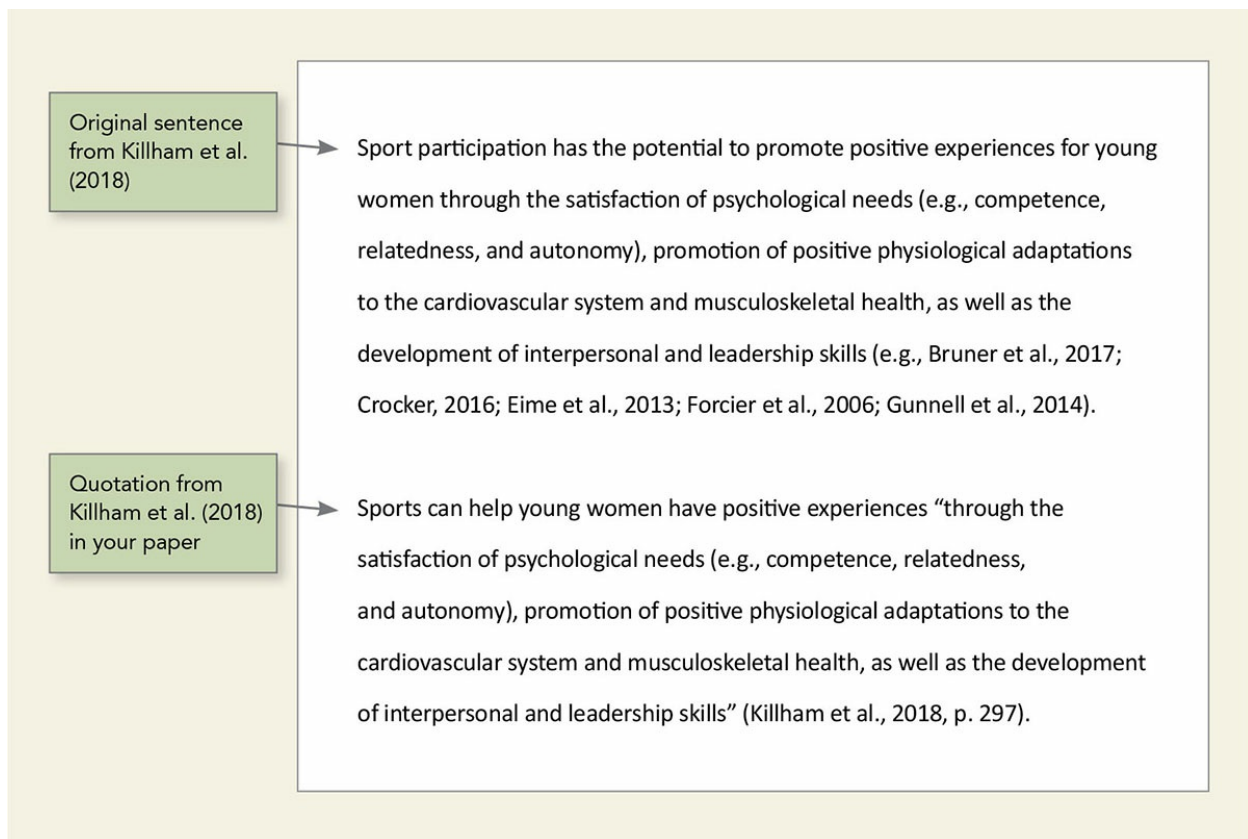 Original sentence
from Killham et al.
(2018)
Sport participation has the potential to promote positive experiences for young
women through the satisfaction of psychological needs (e.g., competence,
relatedness, and autonomy), promotion of positive physiological adaptations
to the cardiovascular system and musculoskeletal health, as well as the
development of interpersonal and leadership skills (e.g., Bruner et al., 2017;
Crocker, 2016; Eime et al., 2013; Forcier et al., 2006; Gunnell et al., 2014).
Quotation from
Killham et al. (2018)
in your paper
Sports can help young women have positive experiences “through the
satisfaction of psychological needs (e.g., competence, relatedness,
and autonomy), promotion of positive physiological adaptations to the
cardiovascular system and musculoskeletal health, as well as the development
of interpersonal and leadership skills” (Killham et al., 2018, p. 297).